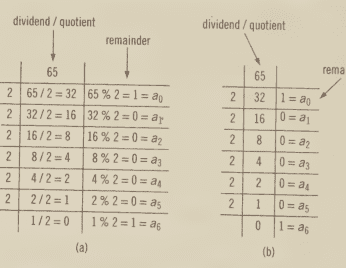 dividend / quotient
remainder
65
2 65 / 2 = 32 65 % 2 = 1 = a0
2 32 / 2 = 16 32 % 2 = 0 = a1
2 16 / 2 = 8 16 % 2 = 0 = a2
2 8 / 2 = 4 8 % 2 = 0 = a3
2 4 / 2 = 2 4 % 2 = 0 = a4
2 2 / 2 = 1 2 % 2 = 0 = a5
1 / 2 = 0 1 % 2 = 1 = a6
(a)
dividend / quotient
rema
65
2 32 1 = a0
2 16 0 = a1
2 8 0 = a2
2 4 0 = a3
2 2 0 = a4
2 1 0 = a5
0 1 = a6
(b)